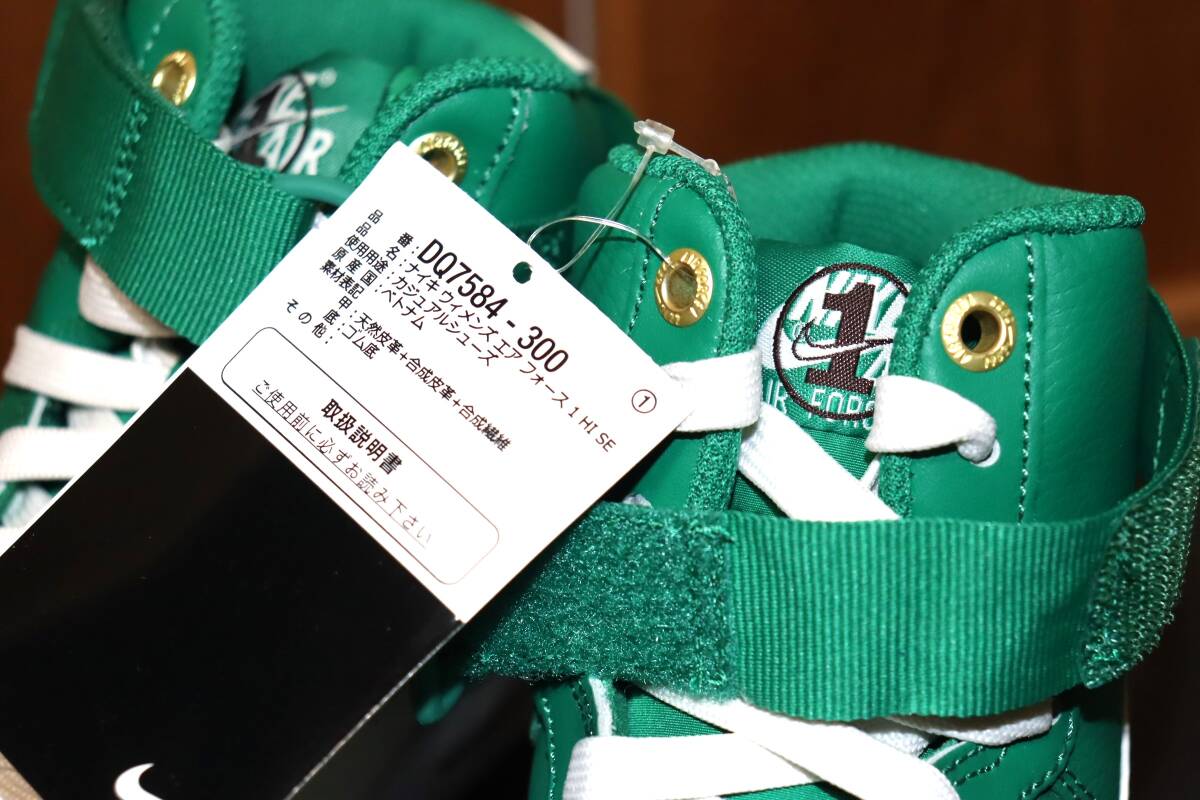 品　番：DQ7584 - 300
品　名：ナイキ ウィメンズ エア フォース 1 HI SE
使用用途：カジュアルシューズ
原 産 国：ベトナム
素材表記
甲：天然皮革+合成皮革+合成繊維
底：ゴム底
その他：
①
取扱説明書
ご使用前に必ずお読み下さい
AIR
1